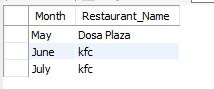 Month Restaurant_Name
May Dosa Plaza
June kfc
July kfc